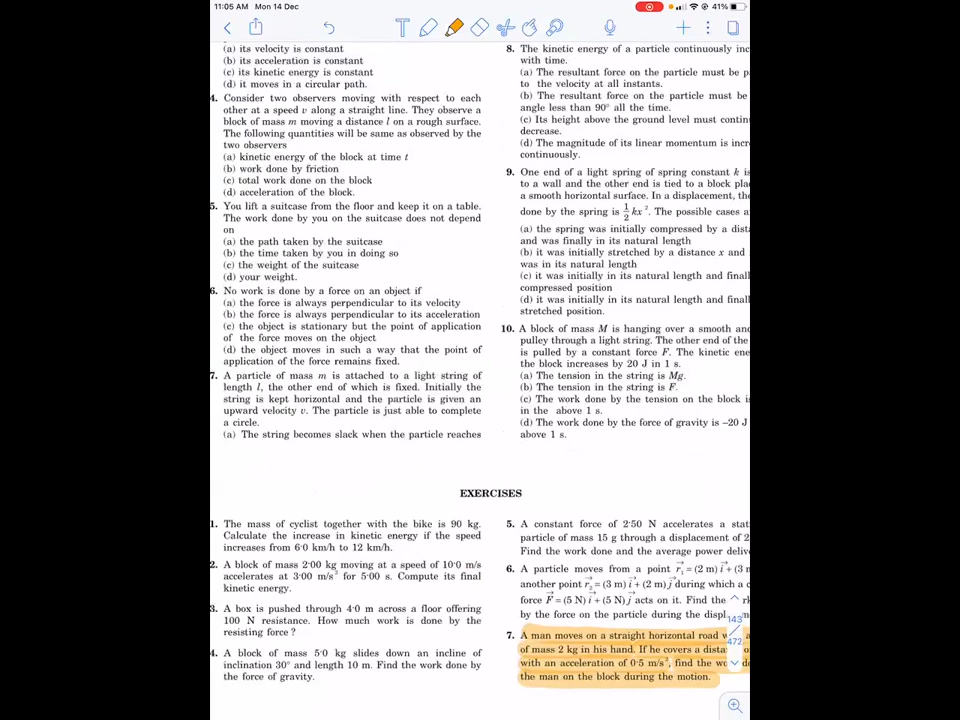 11:05 AM Mon 14 Dec
41%
(a) its velocity is constant
(b) its acceleration is constant
(c) its kinetic energy is constant
(d) it moves in a circular path.
4. Consider two observers moving with respect to each
other at a speed v along a straight line. They observe a
block of mass m moving a distance l on a rough surface.
The following quantities will be same as observed by the
two observers
(a) kinetic energy of the block at time t
(b) work done by friction
(c) total work done on the block
(d) acceleration of the block.
5. You lift a suitcase from the floor and keep it on a table.
The work done by you on the suitcase does not depend
on
(a) the path taken by the suitcase
(b) the time taken by you in doing so
(c) the weight of the suitcase
(d) your weight.
6. No work is done by a force on an object if
(a) the force is always perpendicular to its velocity
(b) the force is always perpendicular to its acceleration
(c) the object is stationary but the point of application
of the force moves on the object
(d) the object moves in such a way that the point of
application of the force remains fixed.
7. A particle of mass m is attached to a light string of
length l, the other end of which is fixed. Initially the
string is kept horizontal and the particle is given an
upward velocity v. The particle is just able to complete
a circle.
(a) The string becomes slack when the particle reaches
8. The kinetic energy of a particle continuously inc
with time.
(a) The resultant force on the particle must be p
to the velocity at all instants.
(b) The resultant force on the particle must be
angle less than 90° all the time.
(c) Its height above the ground level must contin
decrease.
(d) The magnitude of its linear momentum is incr
continuously.
9. One end of a light spring of spring constant k is
to a wall and the other end is tied to a block pla
a smooth horizontal surface. In a displacement, the
done by the spring is 1/2 kx². The possible cases a
(a) the spring was initially compressed by a dist
and was finally in its natural length
(b) it was initially stretched by a distance x and
was in its natural length
(c) it was initially in its natural length and final
compressed position
(d) it was initially in its natural length and final
stretched position.
10. A block of mass M is hanging over a smooth and
pulley through a light string. The other end of the
is pulled by a constant force F. The kinetic ene
the block increases by 20 J in 1 s.
(a) The tension in the string is Mg.
(b) The tension in the string is F.
(c) The work done by the tension on the block is
in the above 1 s.
(d) The work done by the force of gravity is −20 J
above 1 s.
EXERCISES
1. The mass of cyclist together with the bike is 90 kg.
Calculate the increase in kinetic energy if the speed
increases from 6·0 km/h to 12 km/h.
2. A block of mass 2·00 kg moving at a speed of 10·0 m/s
accelerates at 3·00 m/s² for 5·00 s. Compute its final
kinetic energy.
3. A box is pushed through 4·0 m across a floor offering
100 N resistance. How much work is done by the
resisting force ?
4. A block of mass 5·0 kg slides down an incline of
inclination 30° and length 10 m. Find the work done by
the force of gravity.
5. A constant force of 2·50 N accelerates a stat
particle of mass 15 g through a displacement of 2
Find the work done and the average power deliv
6. A particle moves from a point r⃗₁ = (2 m) i⃗ + (3 m
another point r⃗₂ = (3 m) i⃗ + (2 m) j⃗ during which a c
force F⃗ = (5 N) i⃗ + (5 N) j⃗ acts on it. Find the
by the force on the particle during the displ
7. A man moves on a straight horizontal road w
of mass 2 kg in his hand. If he covers a dista
with an acceleration of 0·5 m/s², find the wo
the man on the block during the motion.
143
472